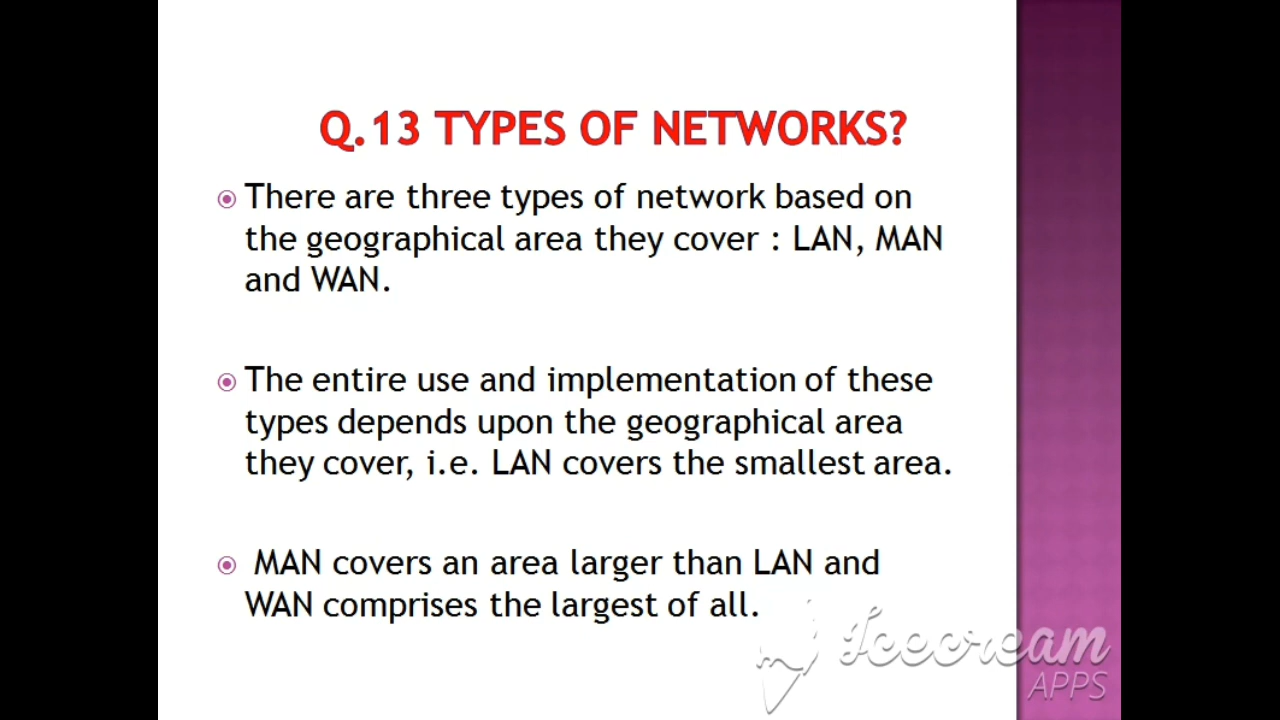 Q.13 TYPES OF NETWORKS?
There are three types of network based on
the geographical area they cover : LAN, MAN
and WAN.
The entire use and implementation of these
types depends upon the geographical area
they cover, i.e. LAN covers the smallest area.
MAN covers an area larger than LAN and
WAN comprises the largest of all.
Icecream
APPS